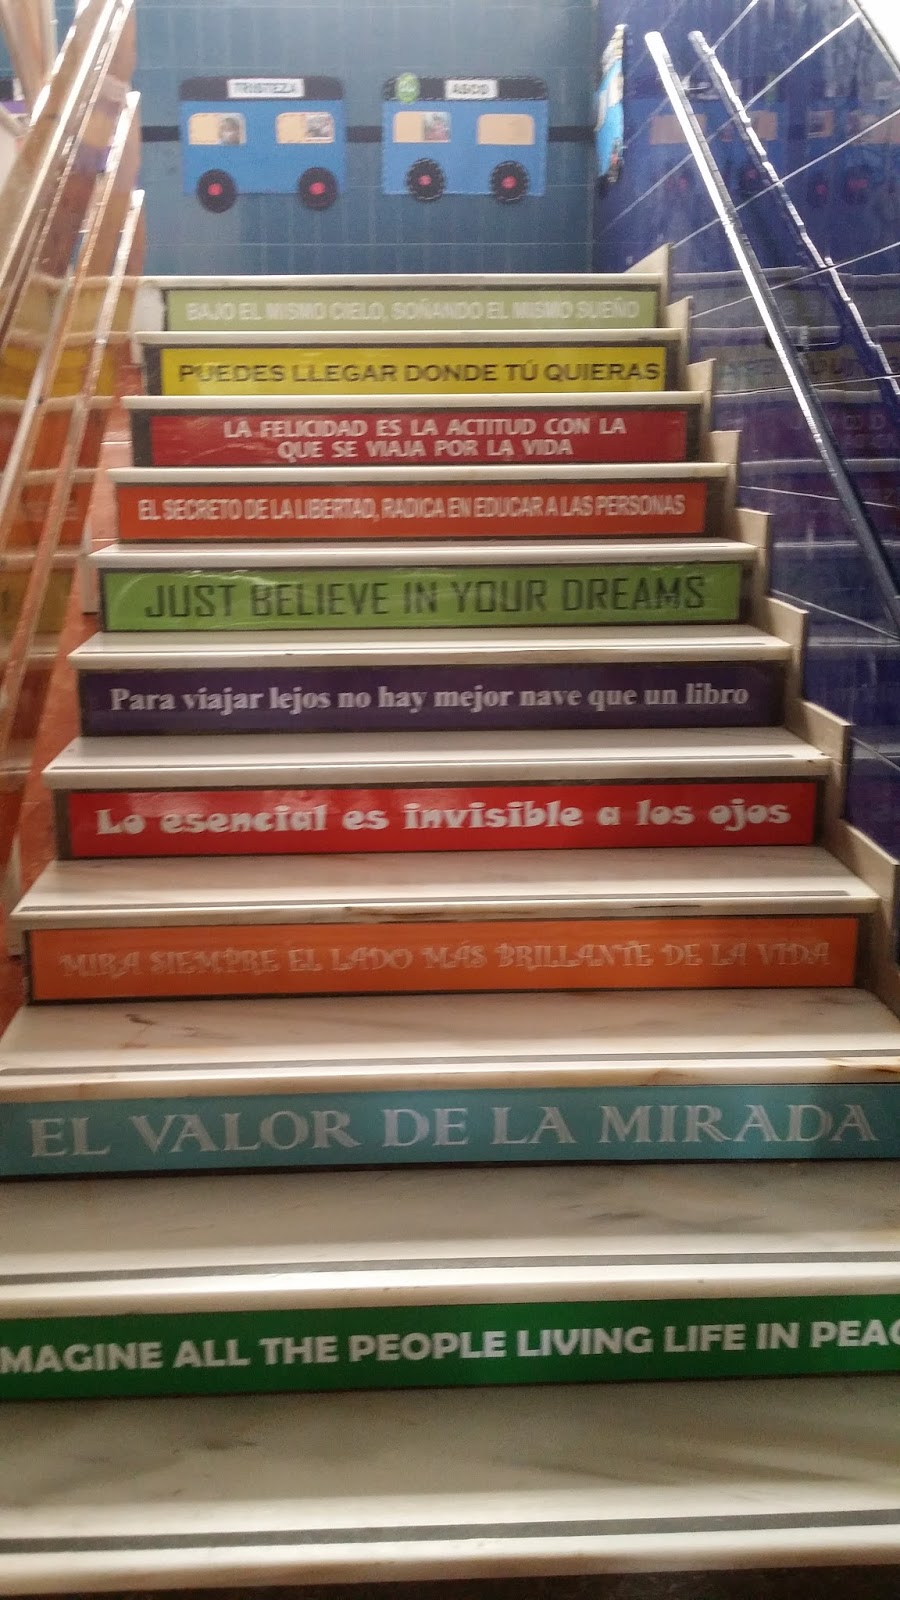 TRISTEZA
ASCO
BAJO EL MISMO CIELO, SOÑANDO EL MISMO SUEÑO
PUEDES LLEGAR DONDE TÚ QUIERAS
LA FELICIDAD ES LA ACTITUD CON LA
QUE SE VIAJA POR LA VIDA
EL SECRETO DE LA LIBERTAD, RADICA EN EDUCAR A LAS PERSONAS
JUST BELIEVE IN YOUR DREAMS
Para viajar lejos no hay mejor nave que un libro
Lo esencial es invisible a los ojos
MIRA SIEMPRE EL LADO MÁS BRILLANTE DE LA VIDA
EL VALOR DE LA MIRADA
MAGINE ALL THE PEOPLE LIVING LIFE IN PEAC